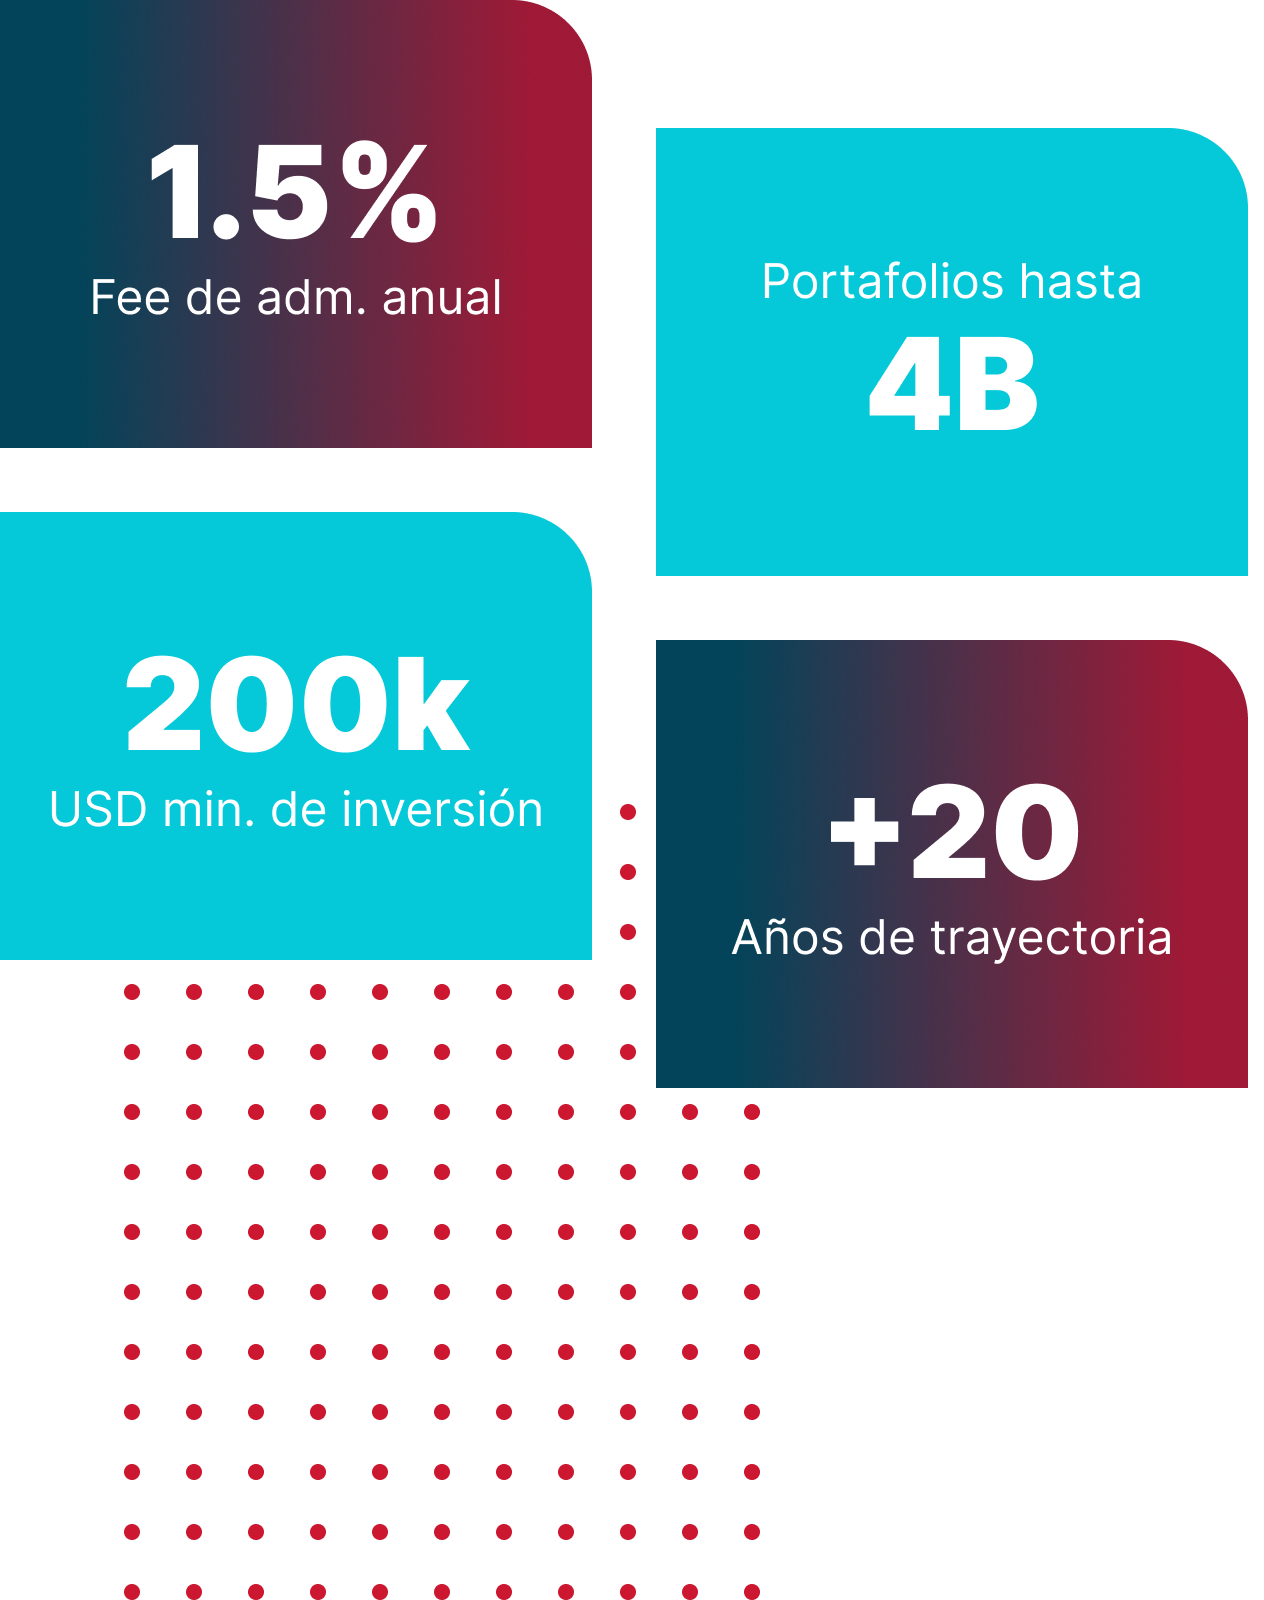 1.5%
Fee de adm. anual
Portafolios hasta
4B
200k
USD min. de inversión
+20
Años de trayectoria